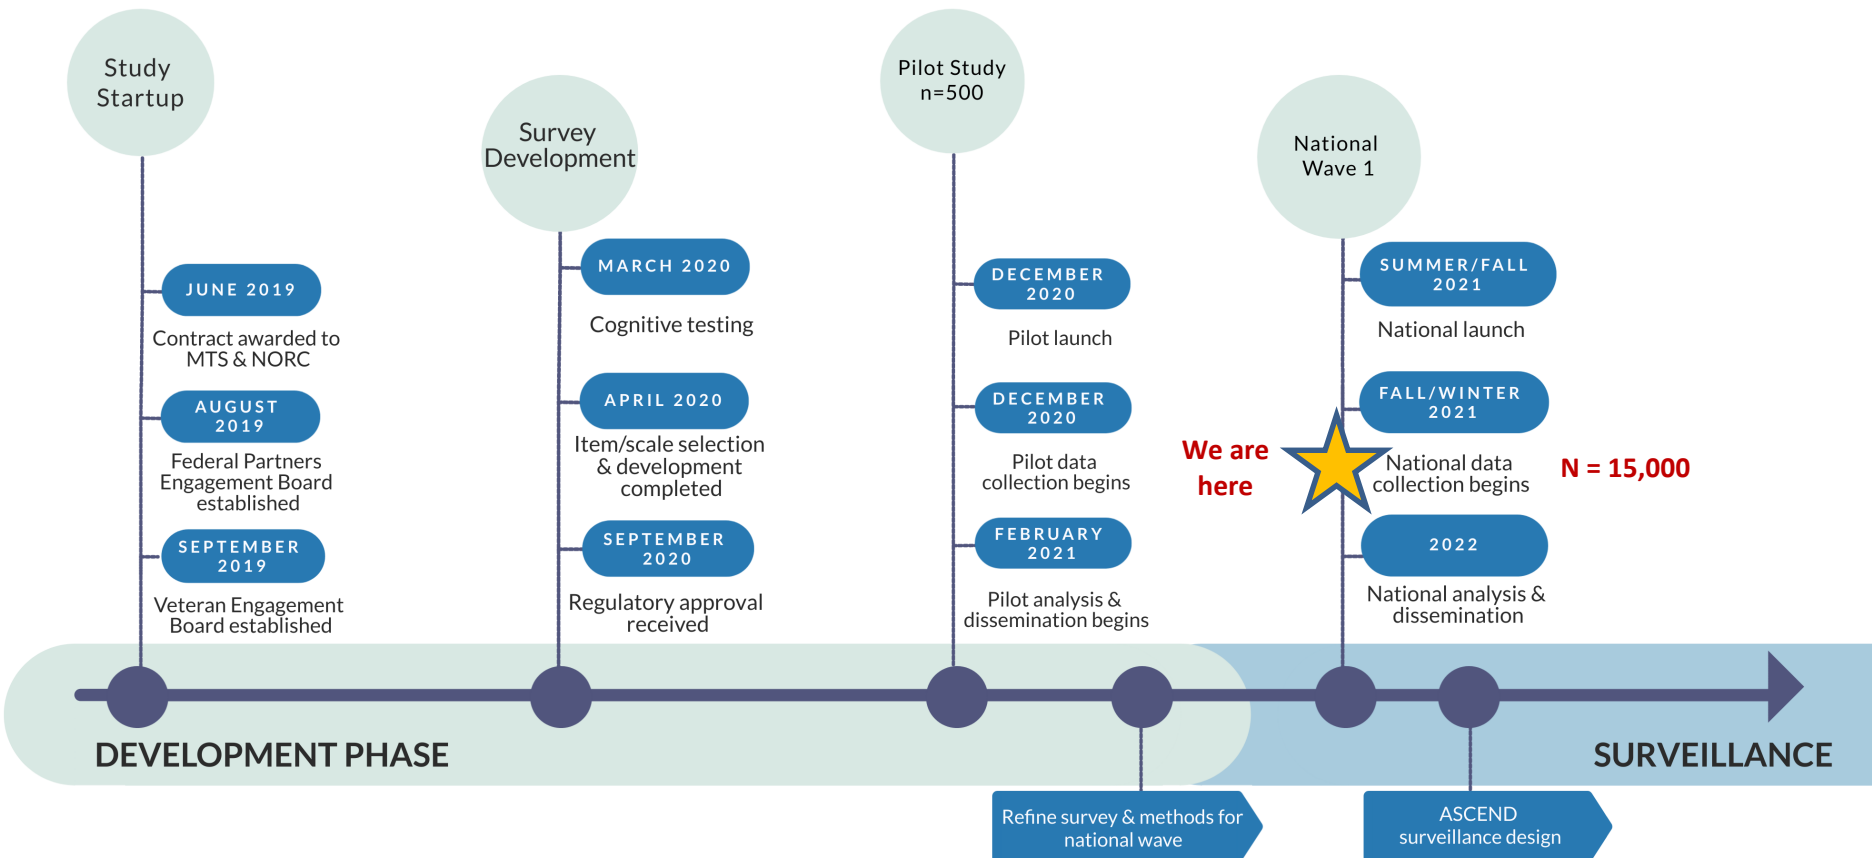 Study
Startup
JUNE 2019
Contract awarded to
MTS & NORC
AUGUST
2019
Federal Partners
Engagement Board
established
SEPTEMBER
2019
Veteran Engagement
Board established
Survey
Development
MARCH 2020
Cognitive testing
APRIL 2020
Item/scale selection
& development
completed
SEPTEMBER
2020
Regulatory approval
received
Pilot Study
n=500
DECEMBER
2020
Pilot launch
DECEMBER
2020
Pilot data
collection begins
FEBRUARY
2021
Pilot analysis &
dissemination begins
National
Wave 1
SUMMER/FALL
2021
National launch
FALL/WINTER
2021
We are
here
National data
collection begins
N = 15,000
2022
National analysis &
dissemination
DEVELOPMENT PHASE
SURVEILLANCE
Refine survey & methods for
national wave
ASCEND
surveillance design